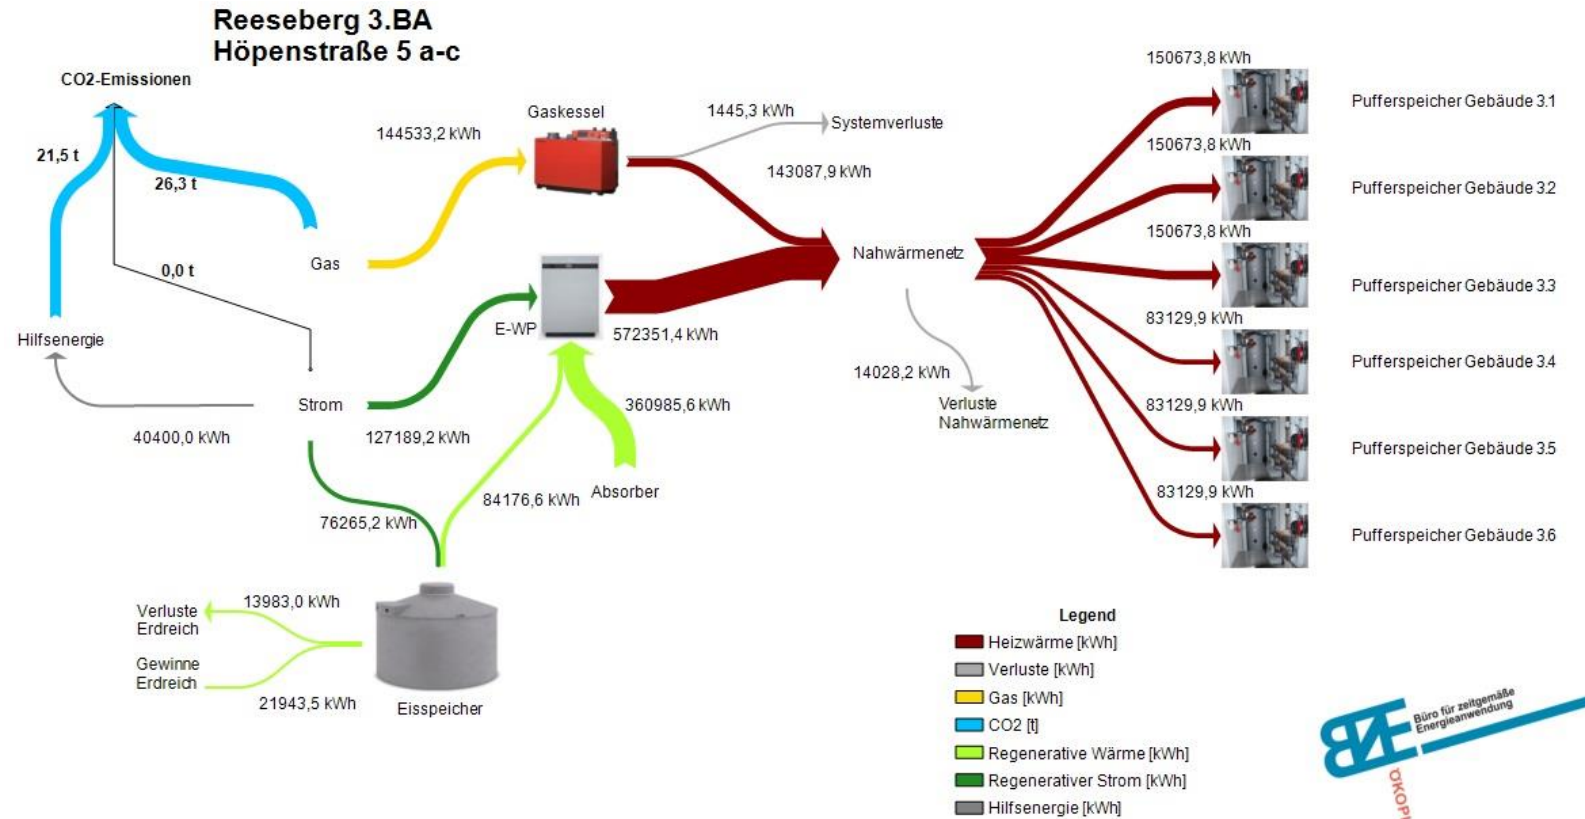 Reeseberg 3.BA
Höpenstraße 5 a-c
CO2-Emissionen
21,5 t
26,3 t
0,0 t
Hilfsenergie
40400,0 kWh
Gas
144533,2 kWh
Gaskessel
1445,3 kWh
Systemverluste
143087,9 kWh
E-WP
572351,4 kWh
Strom
127189,2 kWh
360985,6 kWh
Absorber
84176,6 kWh
76265,2 kWh
Verluste
Erdreich
13983,0 kWh
Gewinne
Erdreich
21943,5 kWh
Eisspeicher
Nahwärmenetz
14028,2 kWh
Verluste
Nahwärmenetz
150673,8 kWh
Pufferspeicher Gebäude 3.1
150673,8 kWh
Pufferspeicher Gebäude 3.2
150673,8 kWh
Pufferspeicher Gebäude 3.3
83129,9 kWh
Pufferspeicher Gebäude 3.4
83129,9 kWh
Pufferspeicher Gebäude 3.5
83129,9 kWh
Pufferspeicher Gebäude 3.6
Legend
Heizwärme [kWh]
Verluste [kWh]
Gas [kWh]
CO2 [t]
Regenerative Wärme [kWh]
Regenerativer Strom [kWh]
Hilfsenergie [kWh]
BZE
Büro für zeitgemäße
Energieanwendung